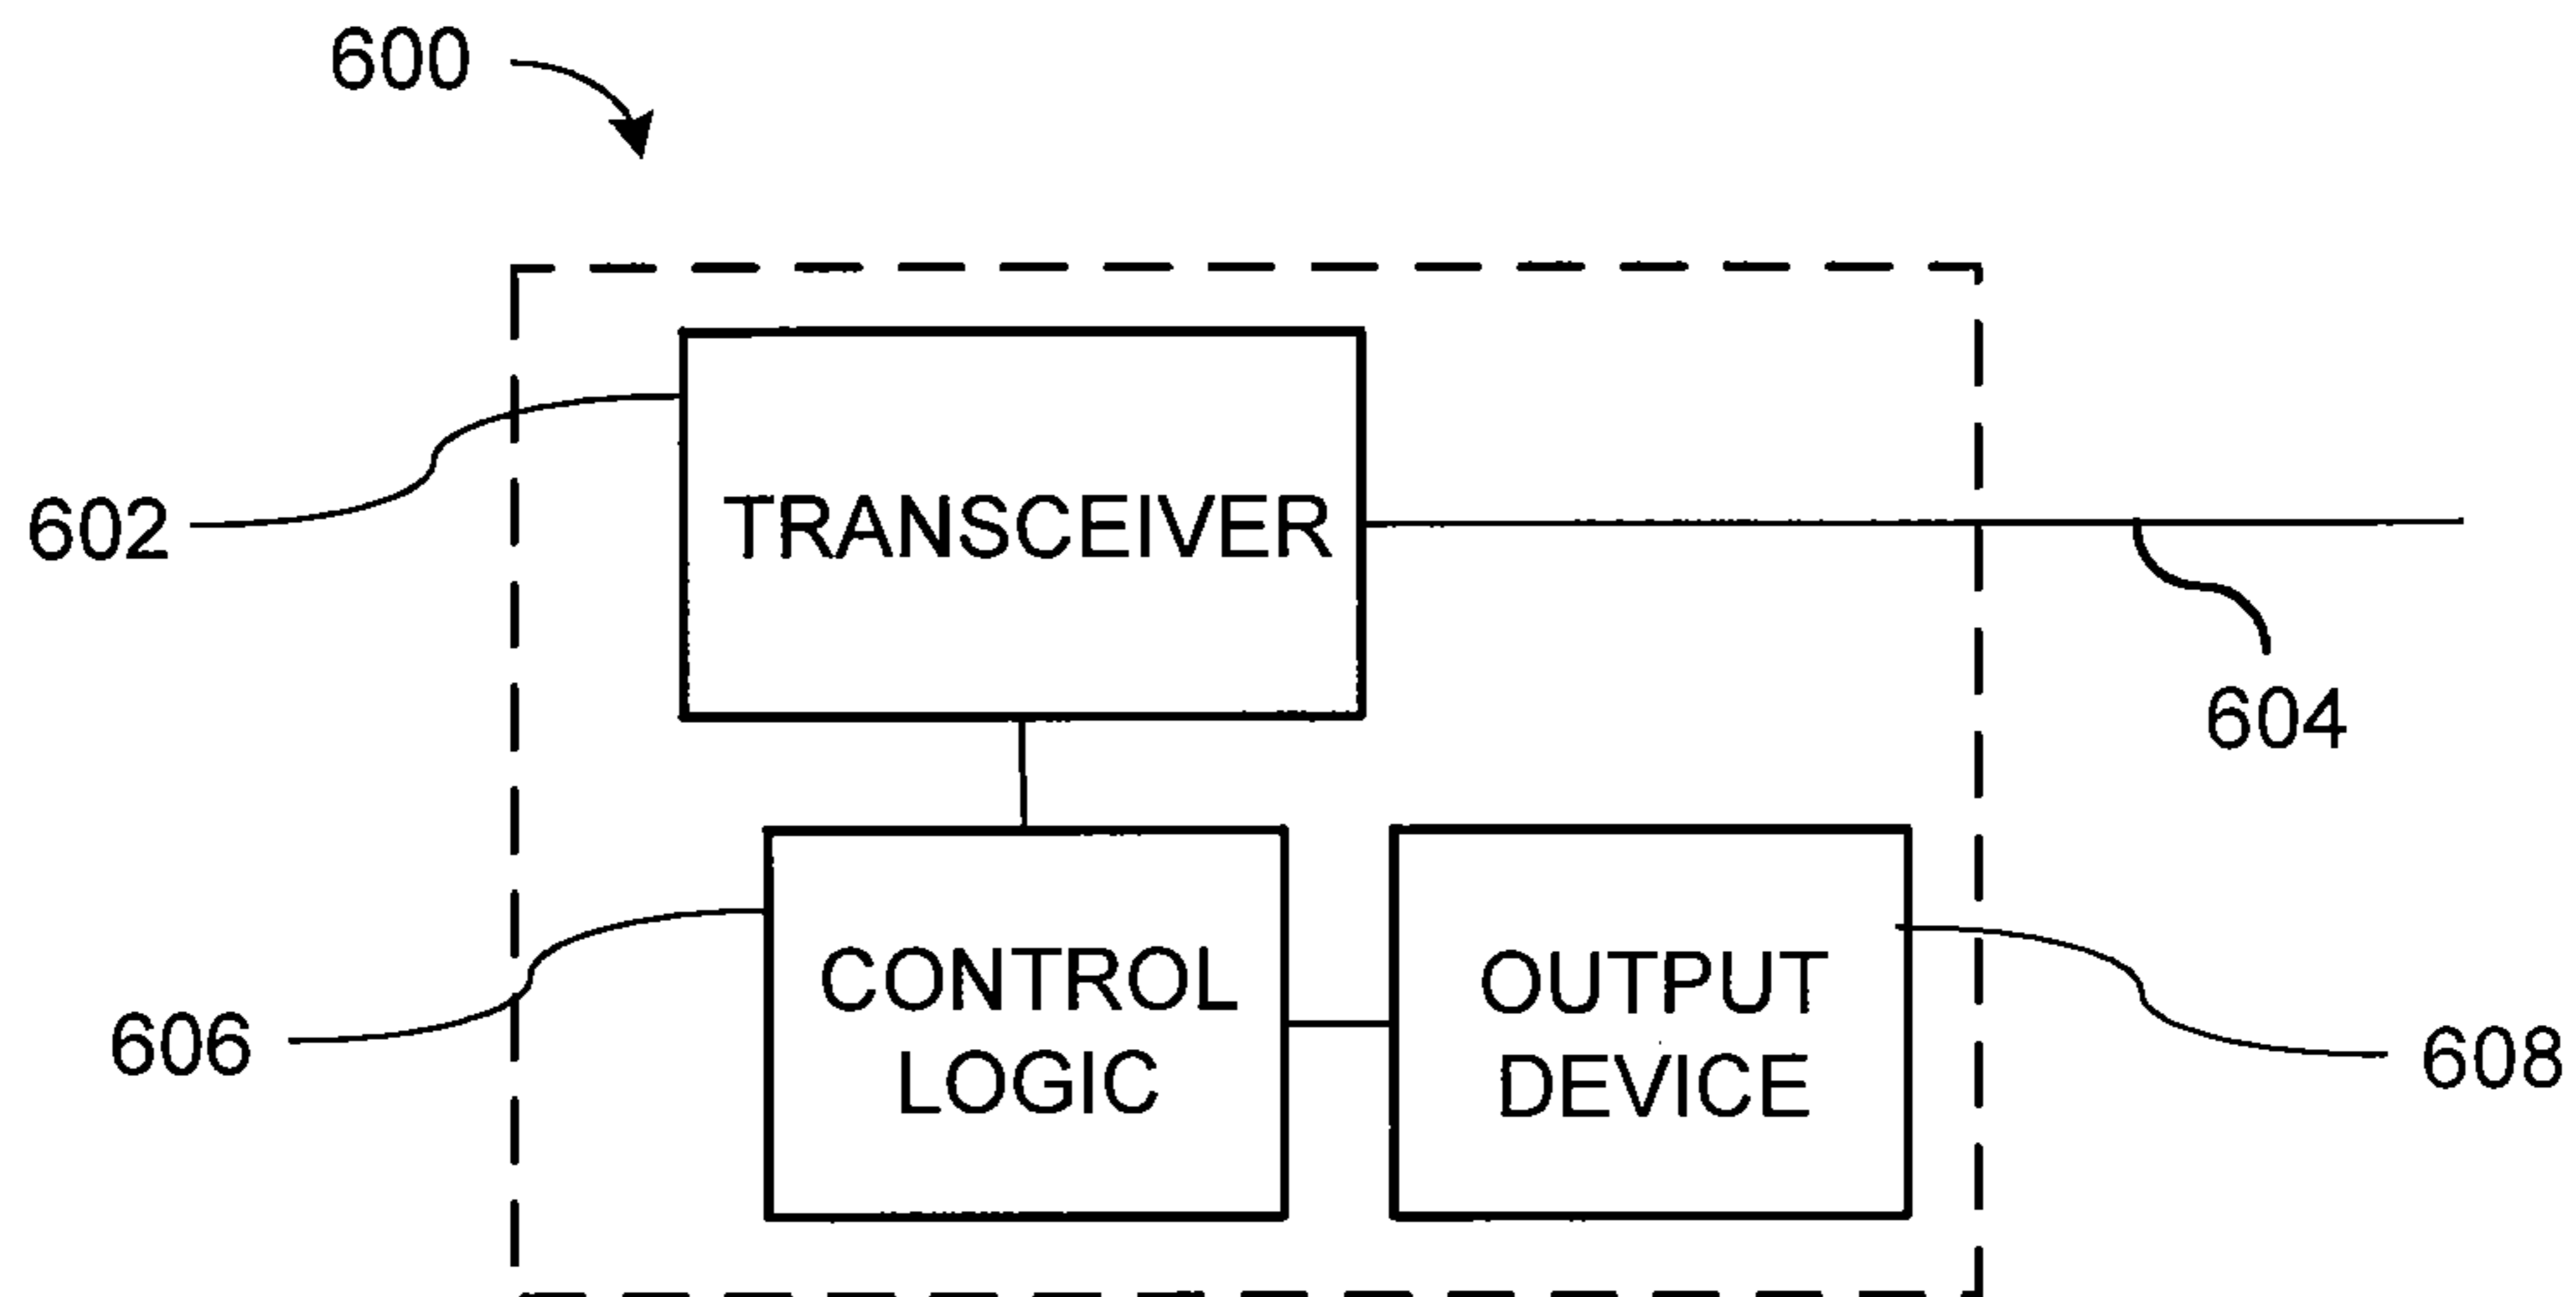 600
602
TRANSCEIVER
604
606
CONTROL
LOGIC
OUTPUT
DEVICE
608